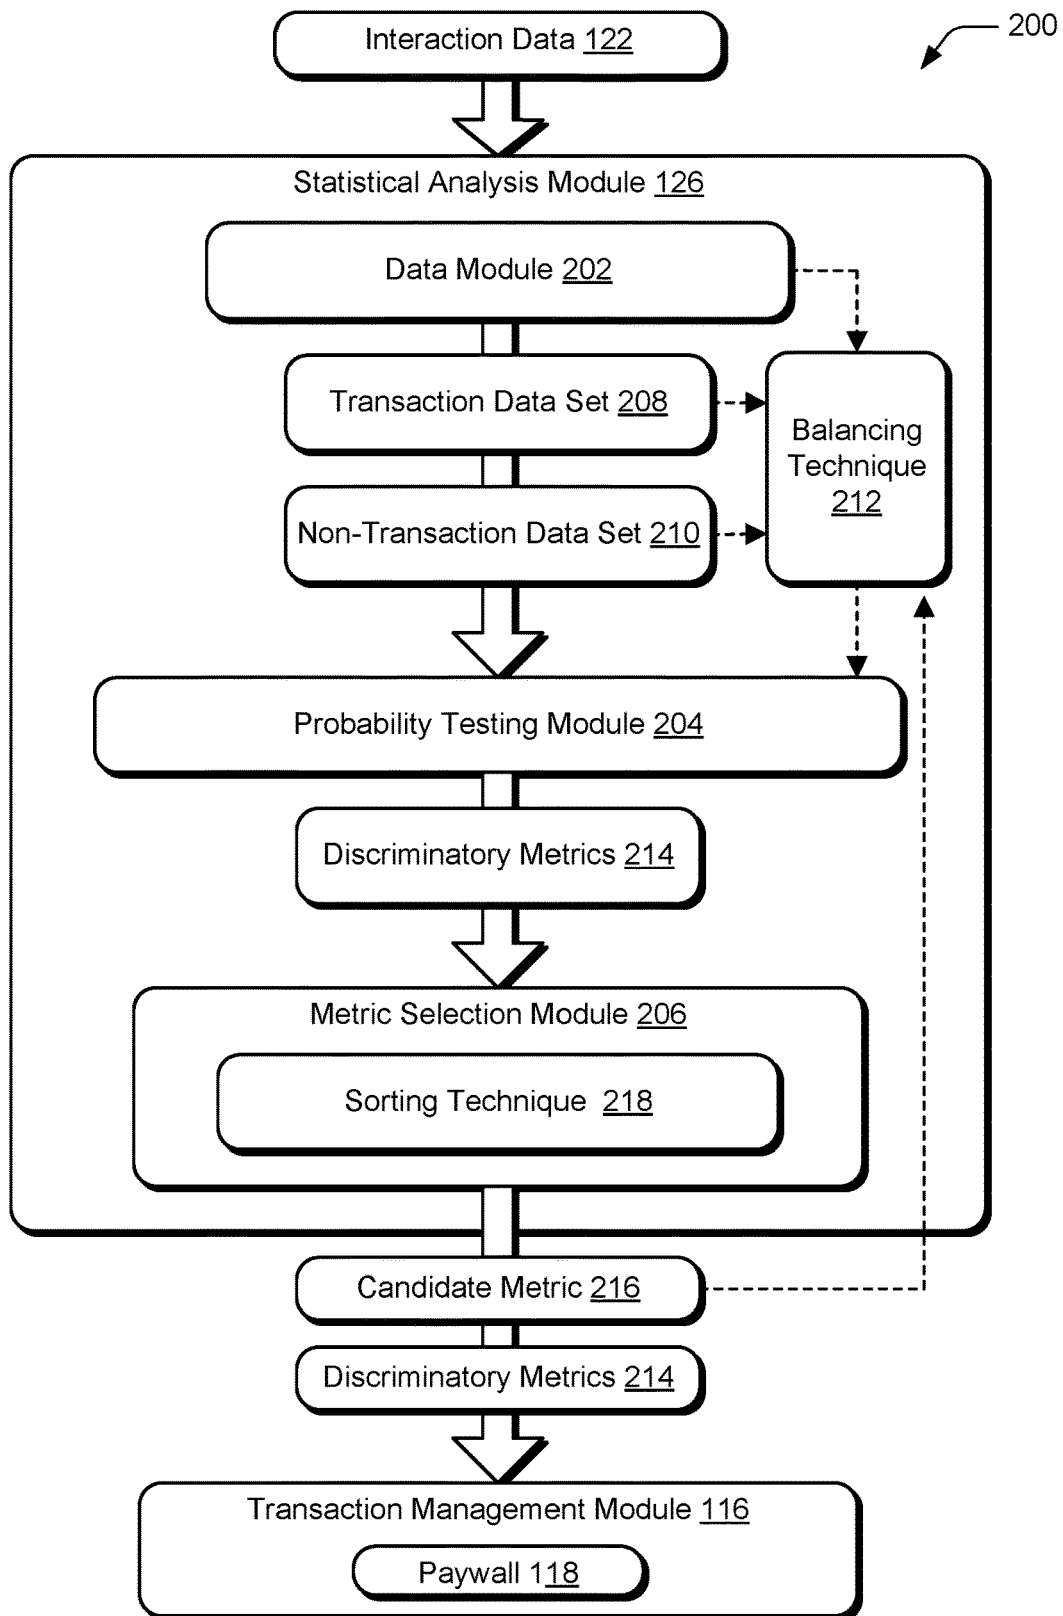 200
Interaction Data 122
Statistical Analysis Module 126
Data Module 202
Transaction Data Set 208
Balancing
Technique
212
Non-Transaction Data Set 210
Probability Testing Module 204
Discriminatory Metrics 214
Metric Selection Module 206
Sorting Technique 218
Candidate Metric 216
Discriminatory Metrics 214
Transaction Management Module 116
Paywall 118